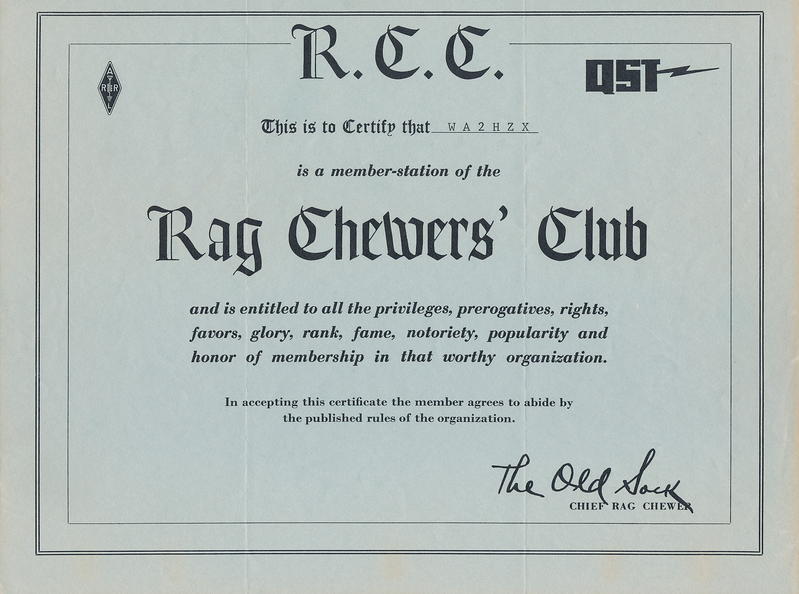 R.C.C.
ARRL
QST
This is to Certify that WA2HZX
is a member-station of the
Rag Chewers' Club
and is entitled to all the privileges, prerogatives, rights,
favors, glory, rank, fame, notoriety, popularity and
honor of membership in that worthy organization.
In accepting this certificate the member agrees to abide by
the published rules of the organization.
The Old Sock
CHIEF RAG CHEWER